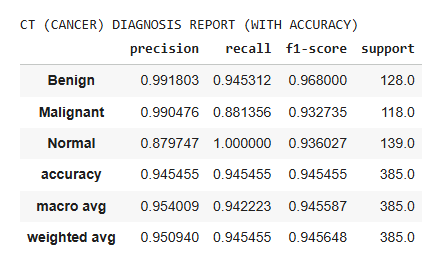 CT (CANCER) DIAGNOSIS REPORT (WITH ACCURACY)
precision recall f1-score support
Benign 0.991803 0.945312 0.968000 128.0
Malignant 0.990476 0.881356 0.932735 118.0
Normal 0.879747 1.000000 0.936027 139.0
accuracy 0.945455 0.945455 0.945455 385.0
macro avg 0.954009 0.942223 0.945587 385.0
weighted avg 0.950940 0.945455 0.945648 385.0